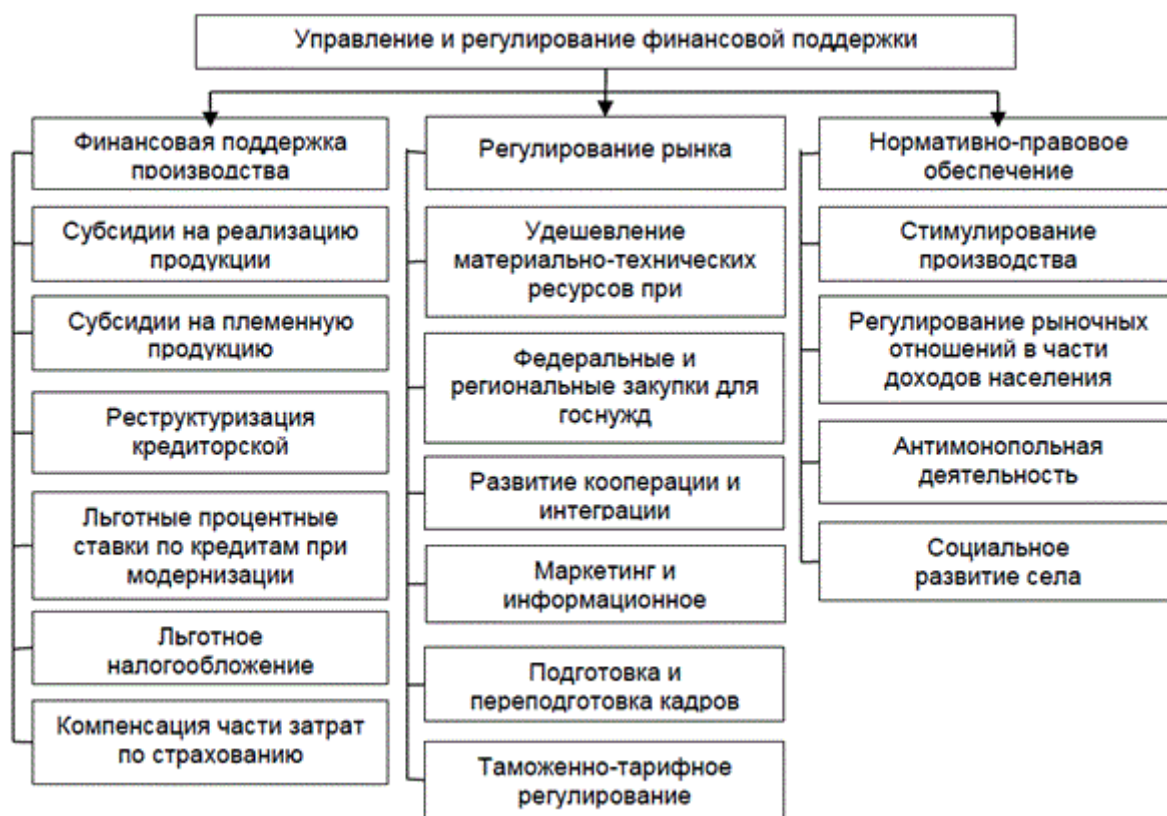 Управление и регулирование финансовой поддержки
Финансовая поддержка
производства
Субсидии на реализацию
продукции
Субсидии на племенную
продукцию
Реструктуризация
кредиторской
Льготные процентные
ставки по кредитам при
модернизации
Льготное
налогообложение
Компенсация части затрат
по страхованию
Регулирование рынка
Удешевление
материально-технических
ресурсов при
Федеральные и
региональные закупки для
госнужд
Развитие кооперации и
интеграции
Маркетинг и
информационное
Подготовка и
переподготовка кадров
Таможенно-тарифное
регулирование
Нормативно-правовое
обеспечение
Стимулирование
производства
Регулирование рыночных
отношений в части
доходов населения
Антимонопольная
деятельность
Социальное
развитие села